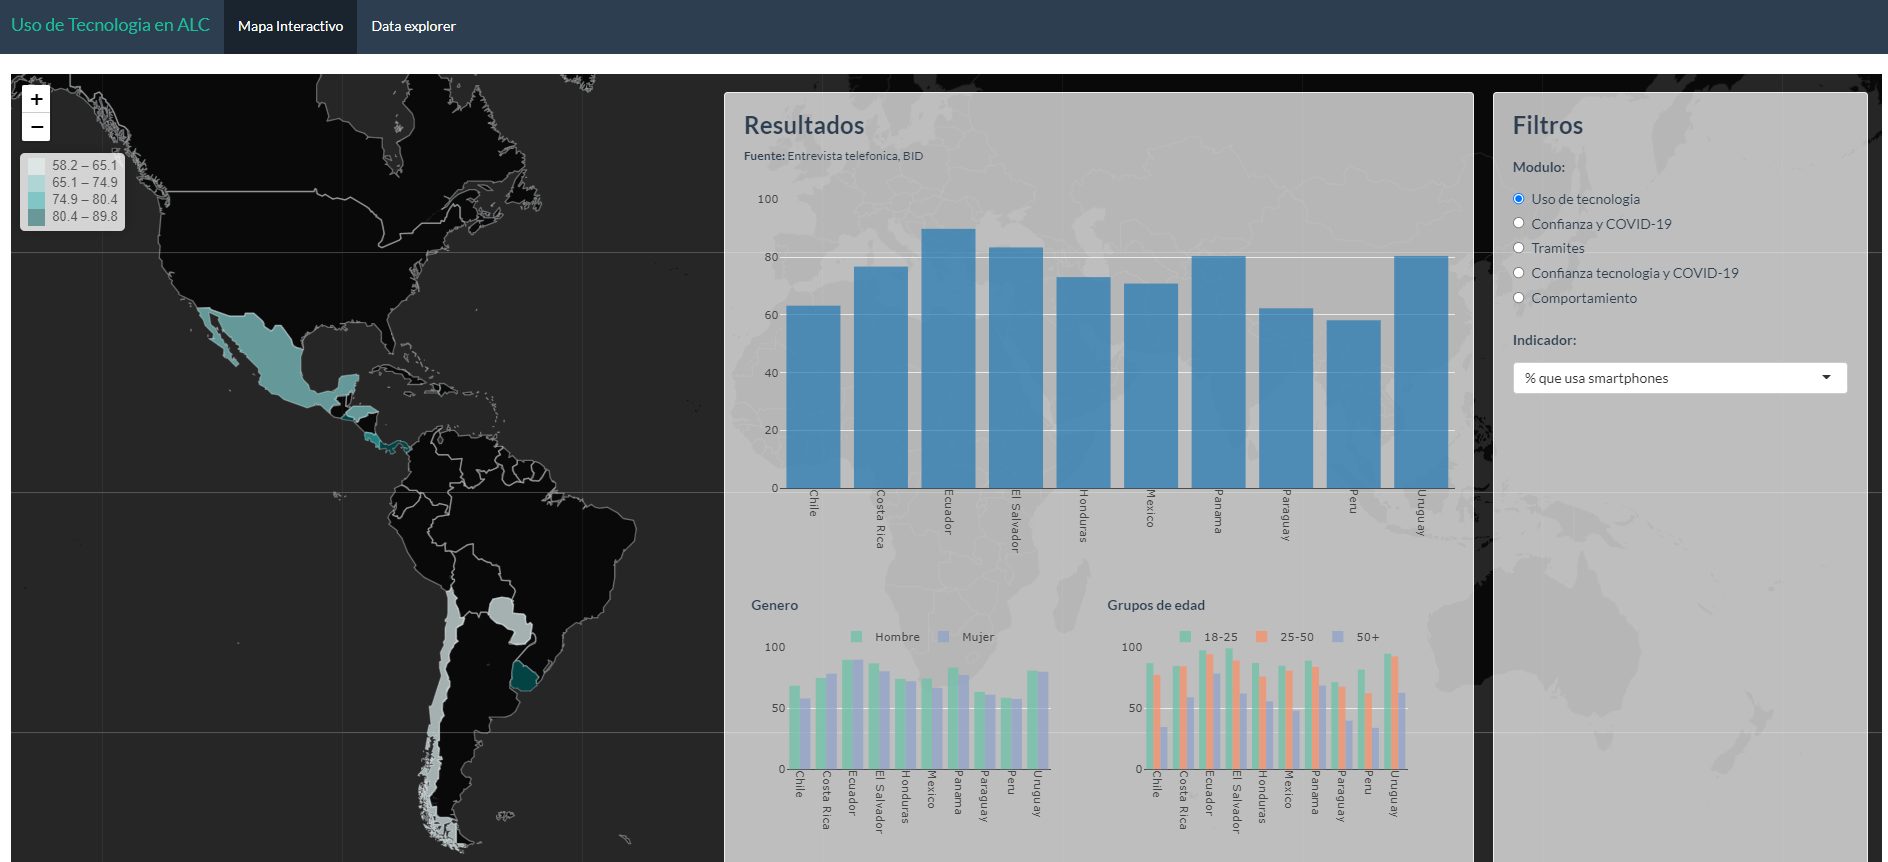 Uso de Tecnologia en ALC
Mapa Interactivo
Data explorer
+
−
58.2 – 65.1
65.1 – 74.9
74.9 – 80.4
80.4 – 89.8
Resultados
Fuente: Entrevista telefonica, BID
100
80
60
40
20
0
Chile
Costa Rica
Ecuador
El Salvador
Honduras
Mexico
Panama
Paraguay
Peru
Uruguay
Genero
Hombre
Mujer
100
50
0
Chile
Costa Rica
Ecuador
El Salvador
Honduras
Mexico
Panama
Paraguay
Peru
Uruguay
Grupos de edad
18-25
25-50
50+
100
50
0
Chile
Costa Rica
Ecuador
El Salvador
Honduras
Mexico
Panama
Paraguay
Peru
Uruguay
Filtros
Modulo:
Uso de tecnologia
Confianza y COVID-19
Tramites
Confianza tecnologia y COVID-19
Comportamiento
Indicador:
% que usa smartphones